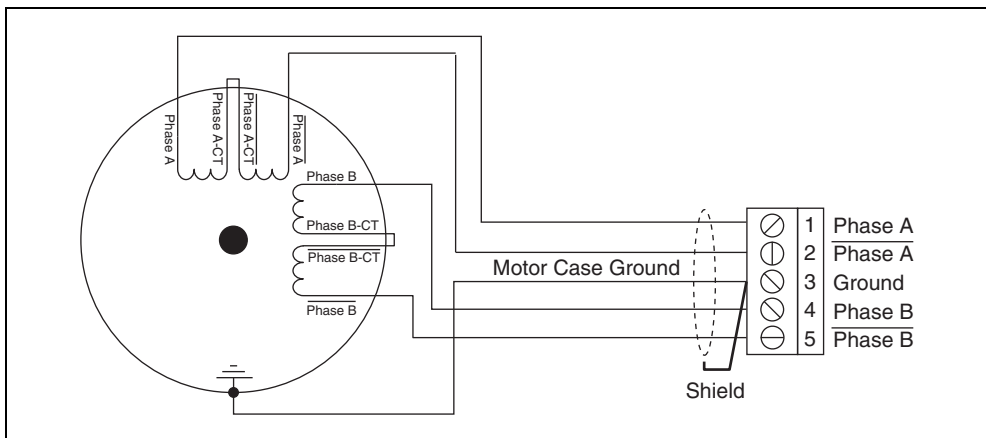 Phase A
Phase A-CT
Phase A-CT
Phase A
Phase B
Phase B-CT
Phase B-CT
Phase B
Motor Case Ground
Shield
1 Phase A
2 Phase A
3 Ground
4 Phase B
5 Phase B